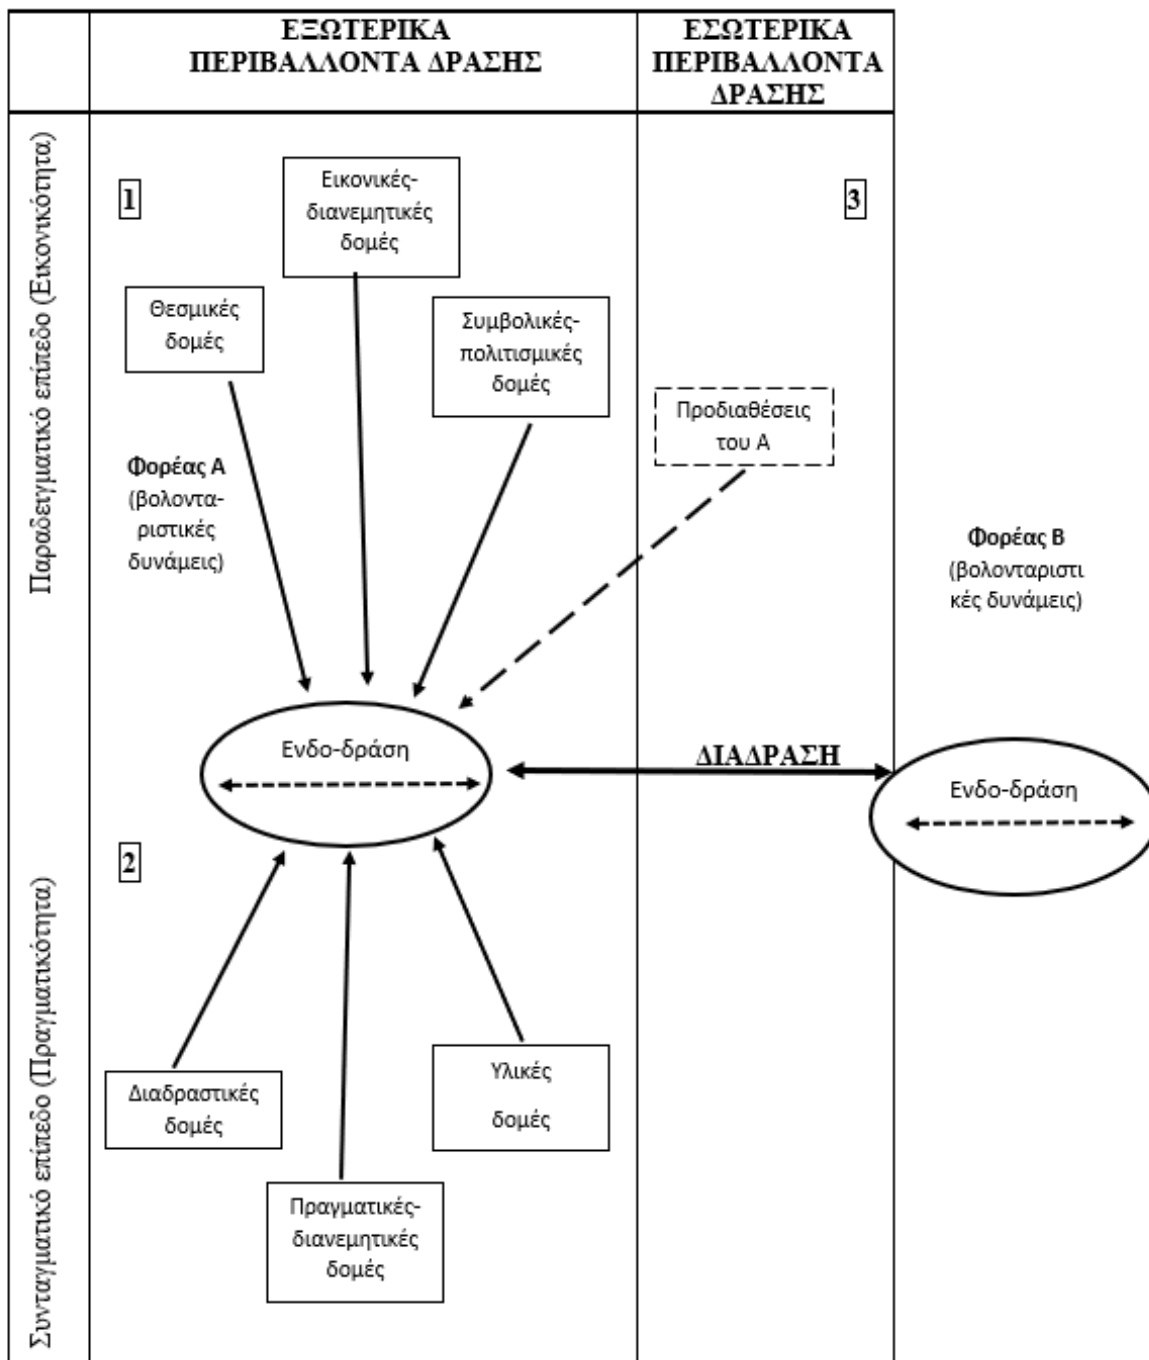 ΕΞΩΤΕΡΙΚΑ
ΠΕΡΙΒΑΛΛΟΝΤΑ ΔΡΑΣΗΣ
ΕΣΩΤΕΡΙΚΑ
ΠΕΡΙΒΑΛΛΟΝΤΑ
ΔΡΑΣΗΣ
Παραδειγματικό επίπεδο (Εικονικότητα)
1
Εικονικές-
διανεμητικές
δομές
3
Θεσμικές
δομές
Συμβολικές-
πολιτισμικές
δομές
Προδιαθέσεις
του Α
Φορέας Α
(βολοντα-
ριστικές
δυνάμεις)
Φορέας Β
(βολονταριστι
κές δυνάμεις)
Ενδο-δράση
ΔΙΑΔΡΑΣΗ
Ενδο-δράση
Συνταγματικό επίπεδο (Πραγματικότητα)
2
Διαδραστικές
δομές
Υλικές
δομές
Πραγματικές-
διανεμητικές
δομές